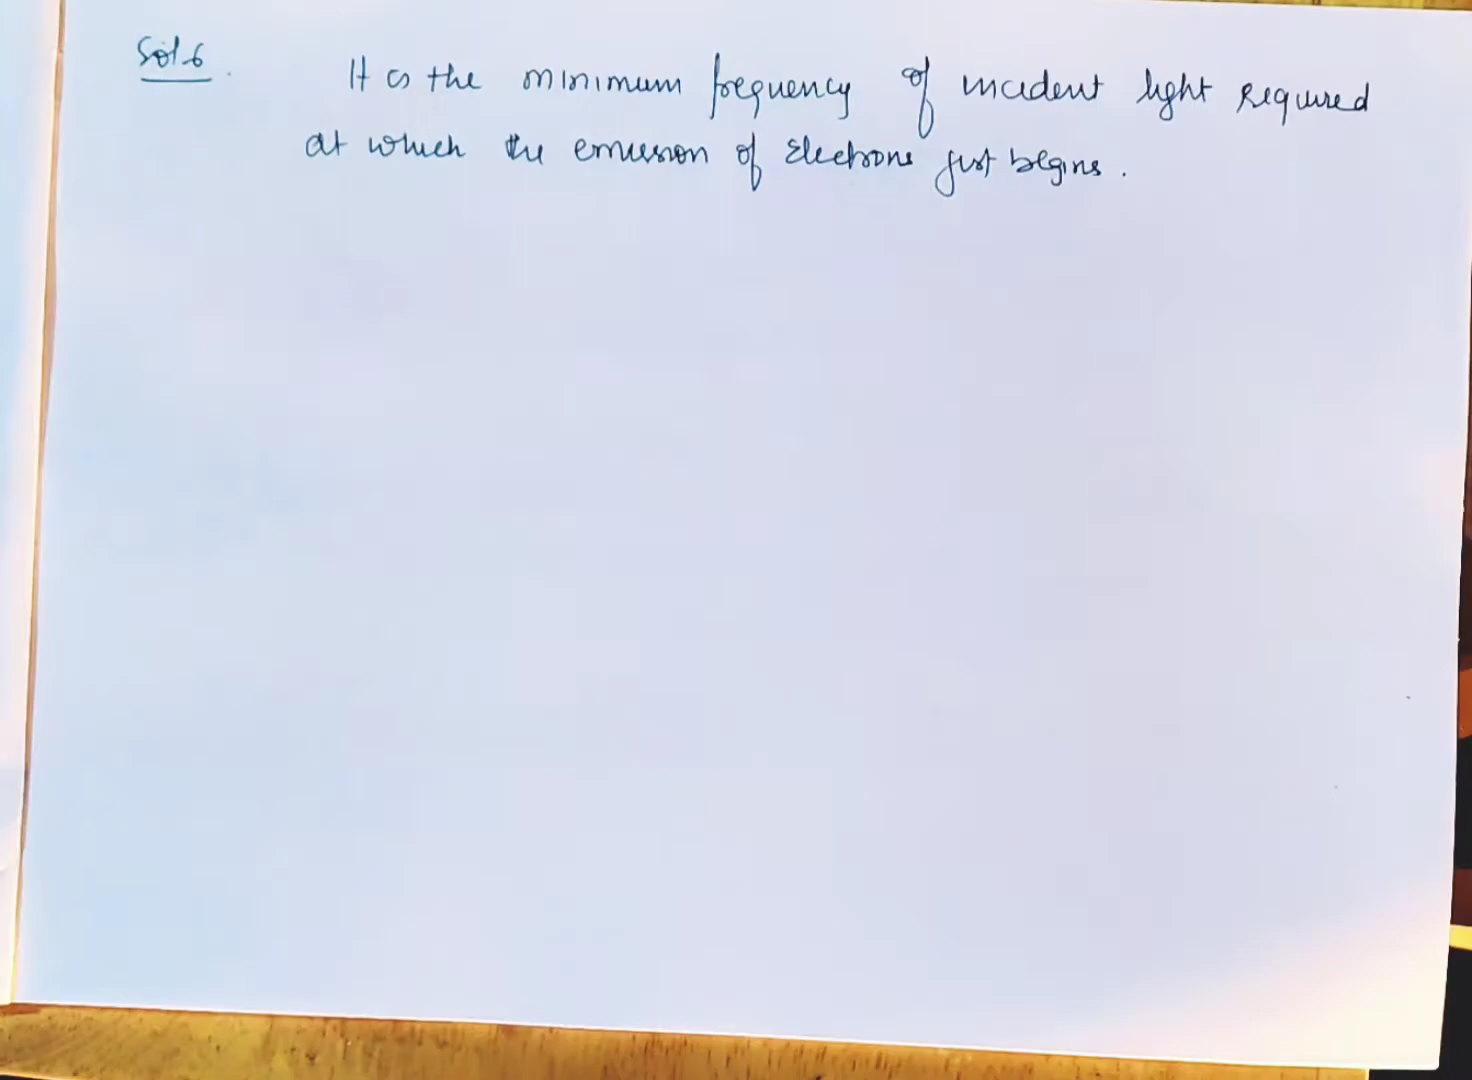 Sol-6.
It is the minimum frequency of incident light required
at which the emission of Electrons just begins.